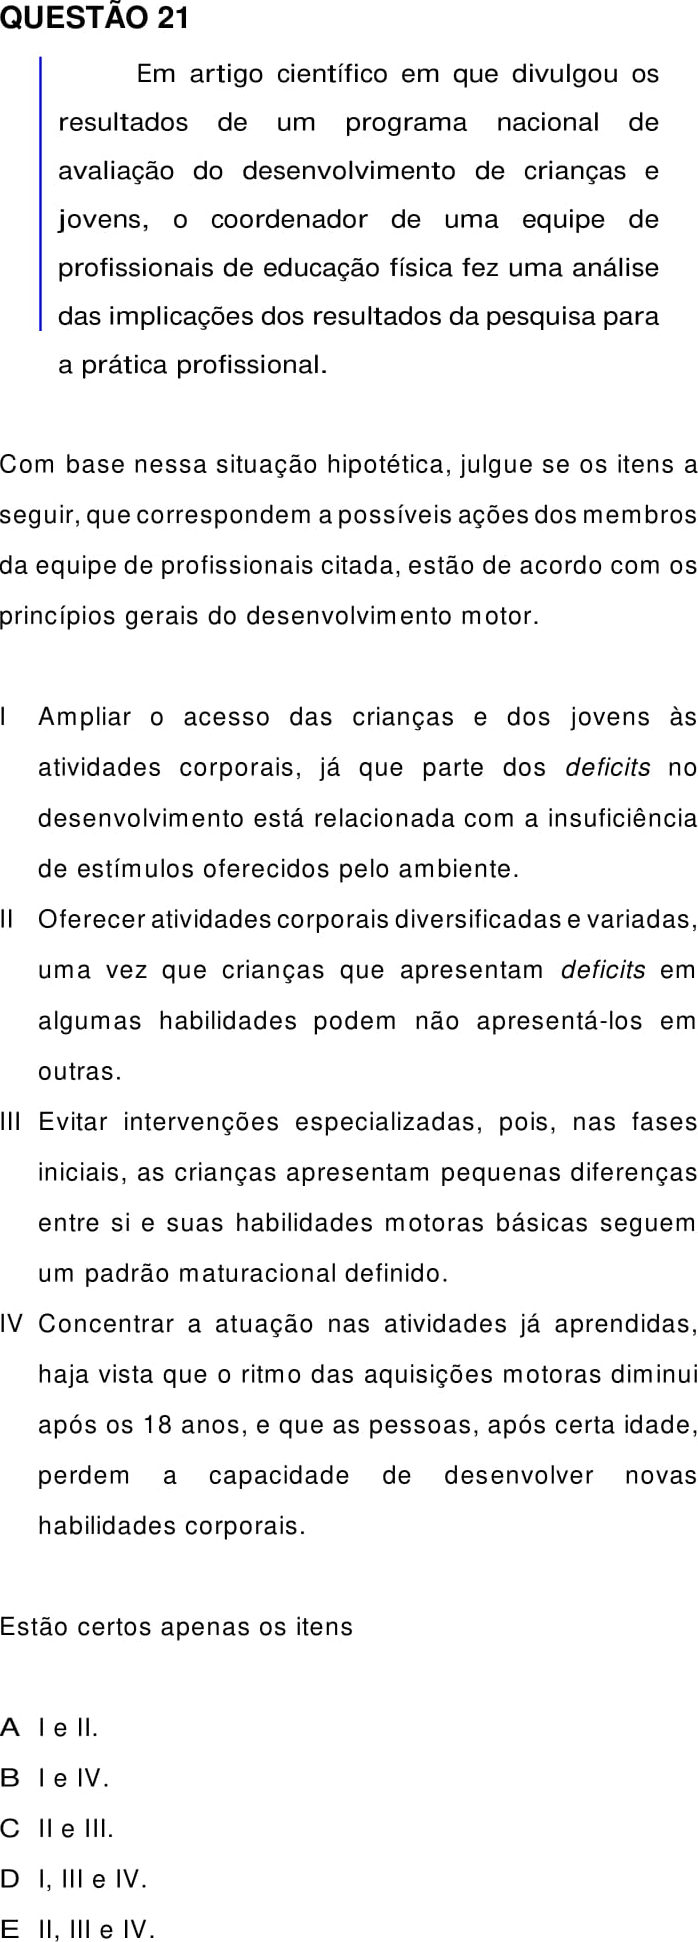 QUESTÃO 21
Em artigo científico em que divulgou os
resultados de um programa nacional de
avaliação do desenvolvimento de crianças e
jovens, o coordenador de uma equipe de
profissionais de educação física fez uma análise
das implicações dos resultados da pesquisa para
a prática profissional.
Com base nessa situação hipotética, julgue se os itens a
seguir, que correspondem a possíveis ações dos membros
da equipe de profissionais citada, estão de acordo com os
princípios gerais do desenvolvimento motor.
I Ampliar o acesso das crianças e dos jovens às
atividades corporais, já que parte dos deficits no
desenvolvimento está relacionada com a insuficiência
de estímulos oferecidos pelo ambiente.
II Oferecer atividades corporais diversificadas e variadas,
uma vez que crianças que apresentam deficits em
algumas habilidades podem não apresentá-los em
outras.
III Evitar intervenções especializadas, pois, nas fases
iniciais, as crianças apresentam pequenas diferenças
entre si e suas habilidades motoras básicas seguem
um padrão maturacional definido.
IV Concentrar a atuação nas atividades já aprendidas,
haja vista que o ritmo das aquisições motoras diminui
após os 18 anos, e que as pessoas, após certa idade,
perdem a capacidade de desenvolver novas
habilidades corporais.
Estão certos apenas os itens
A I e II.
B I e IV.
C II e III.
D I, III e IV.
E II, III e IV.